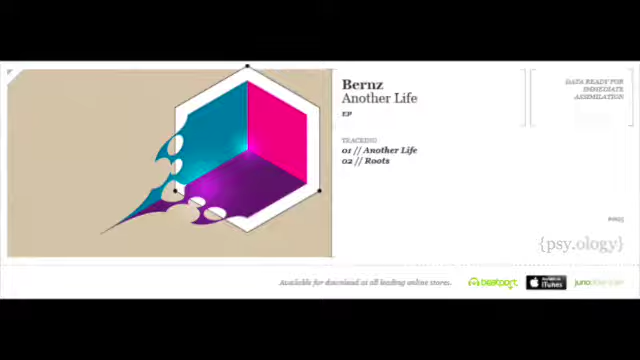 Bernz
Another Life
EP
TRACKING
01 // Another Life
02 // Roots
DATA READY FOR
IMMEDIATE
ASSIMILATION
{psy.ology}
Available for download at all leading online stores.
beatport
iTunes
juno